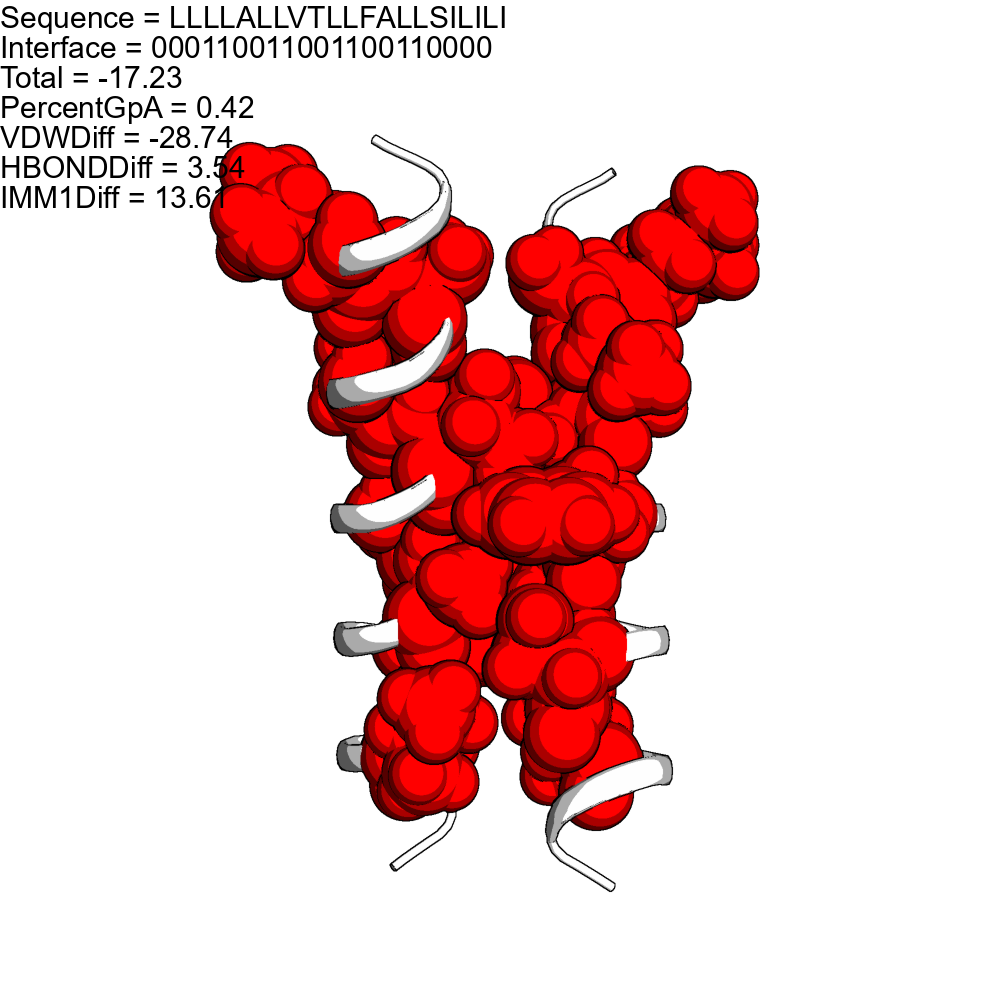 Sequence = LLLLALLVTLLFALLSILILI
Interface = 000110011001100110000
Total = -17.23
PercentGpA = 0.42
VDWDiff = -28.74
HBONDDiff = 3.54
IMM1Diff = 13.61